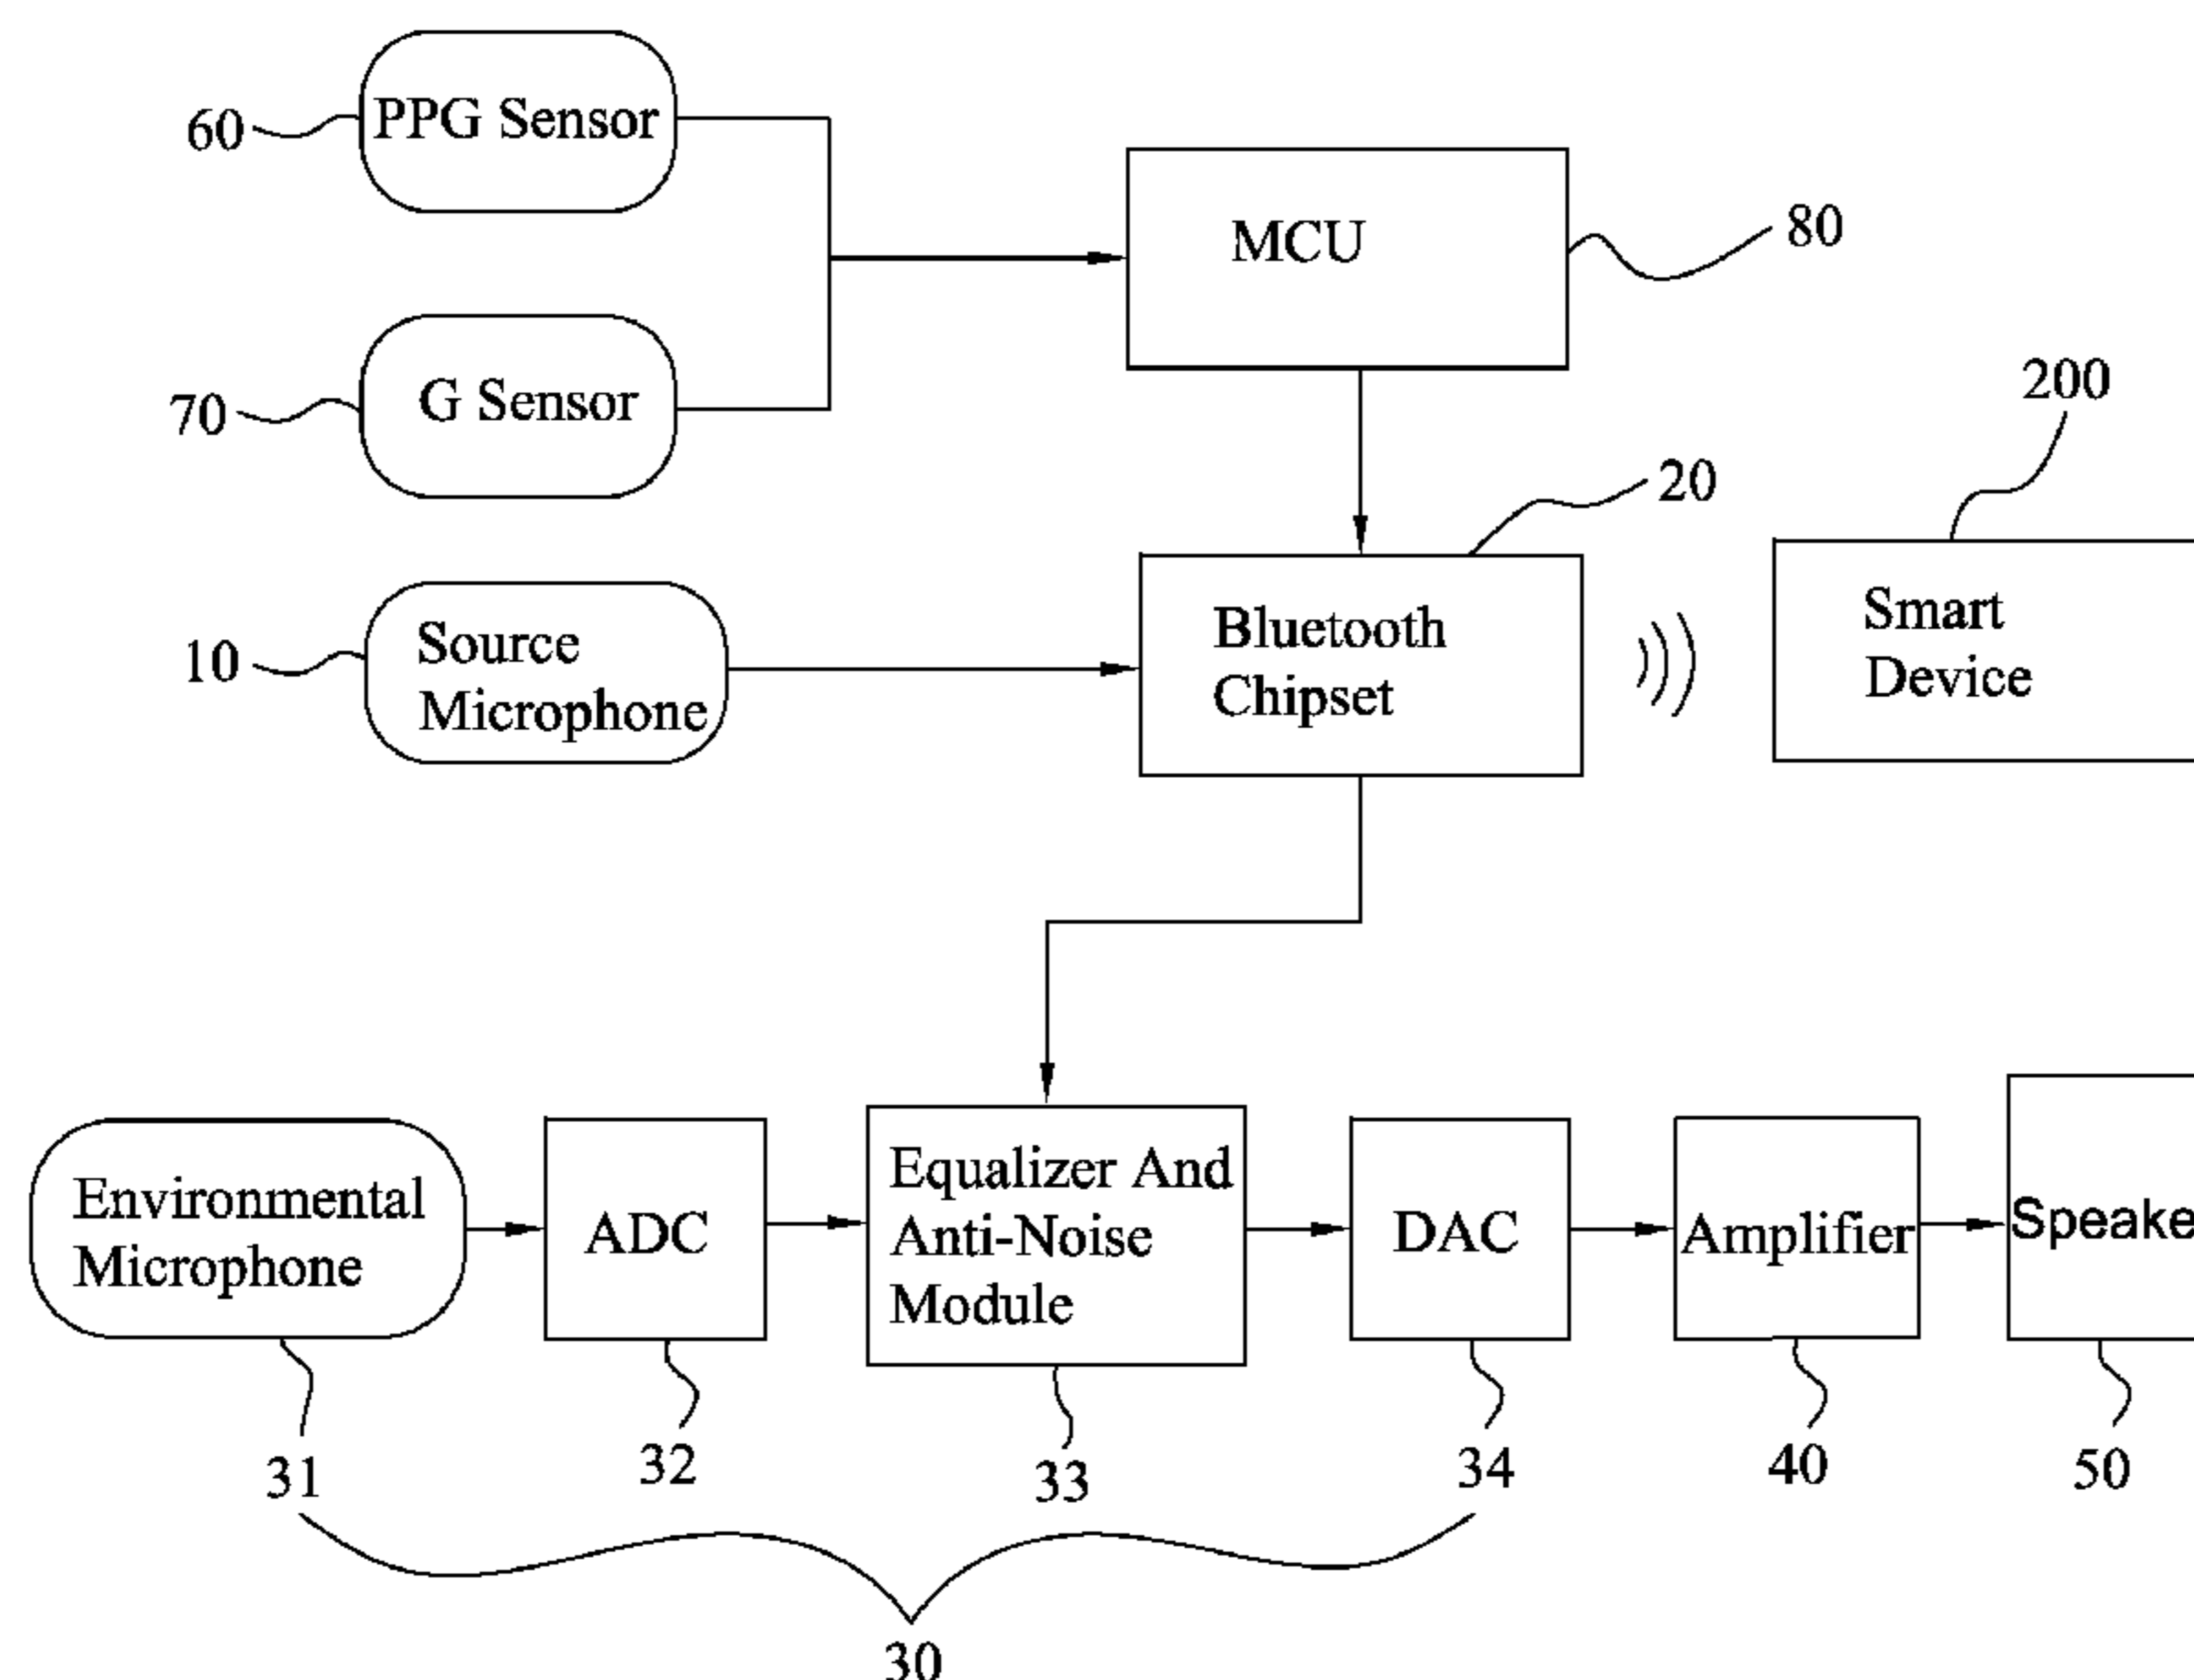 60
PPG Sensor
MCU
80
70
G Sensor
200
20
10
Source
Microphone
Bluetooth
Chipset
Smart
Device
Environmental
Microphone
ADC
Equalizer And
Anti-Noise
Module
DAC
Amplifier
Speake
31
32
33
34
40
50
30